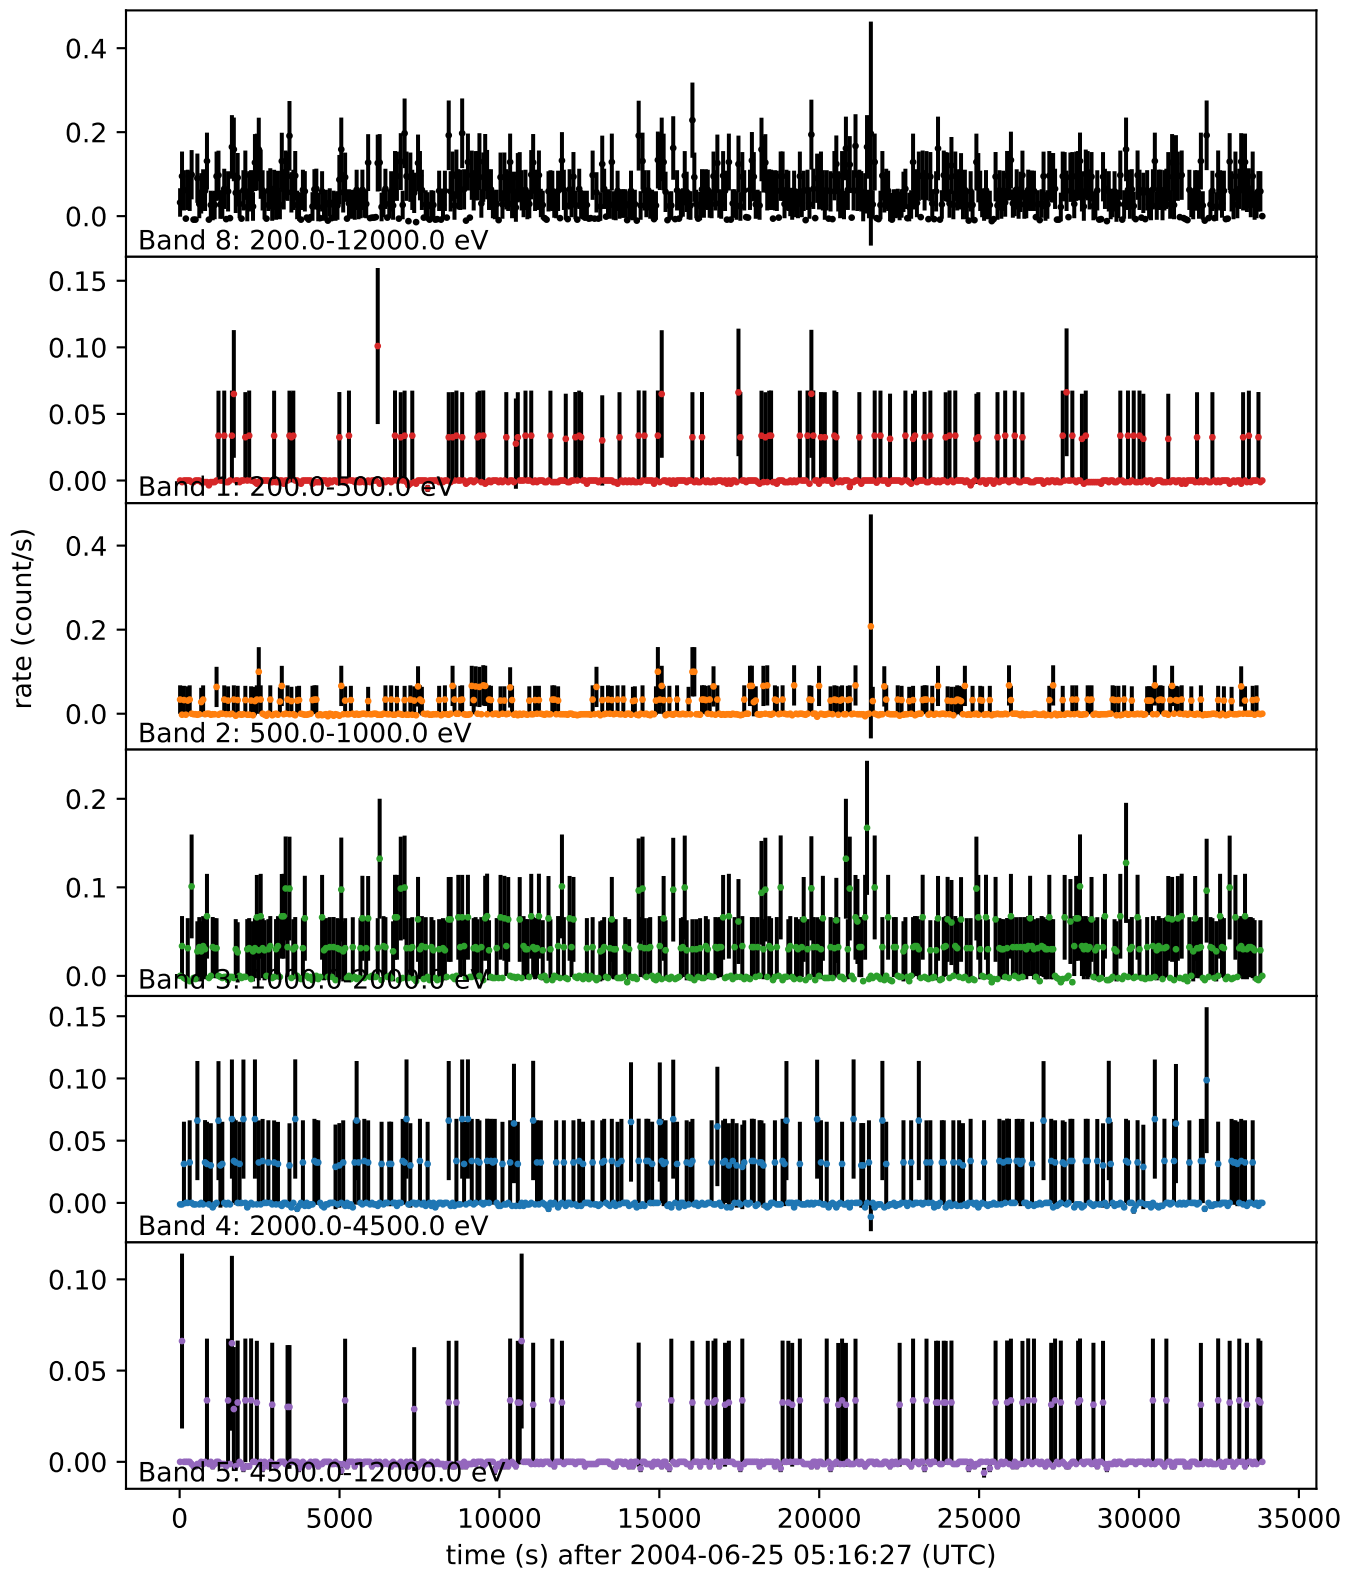 0.4
0.2
0.0
Band 8: 200.0-12000.0 eV
0.15
0.10
0.05
0.00
Band 1: 200.0-500.0 eV
rate (count/s)
0.4
0.2
0.0
Band 2: 500.0-1000.0 eV
0.2
0.1
0.0
Band 3: 1000.0-2000.0 eV
0.15
0.10
0.05
0.00
Band 4: 2000.0-4500.0 eV
0.10
0.05
0.00
Band 5: 4500.0-12000.0 eV
0 5000 10000 15000 20000 25000 30000 35000
time (s) after 2004-06-25 05:16:27 (UTC)